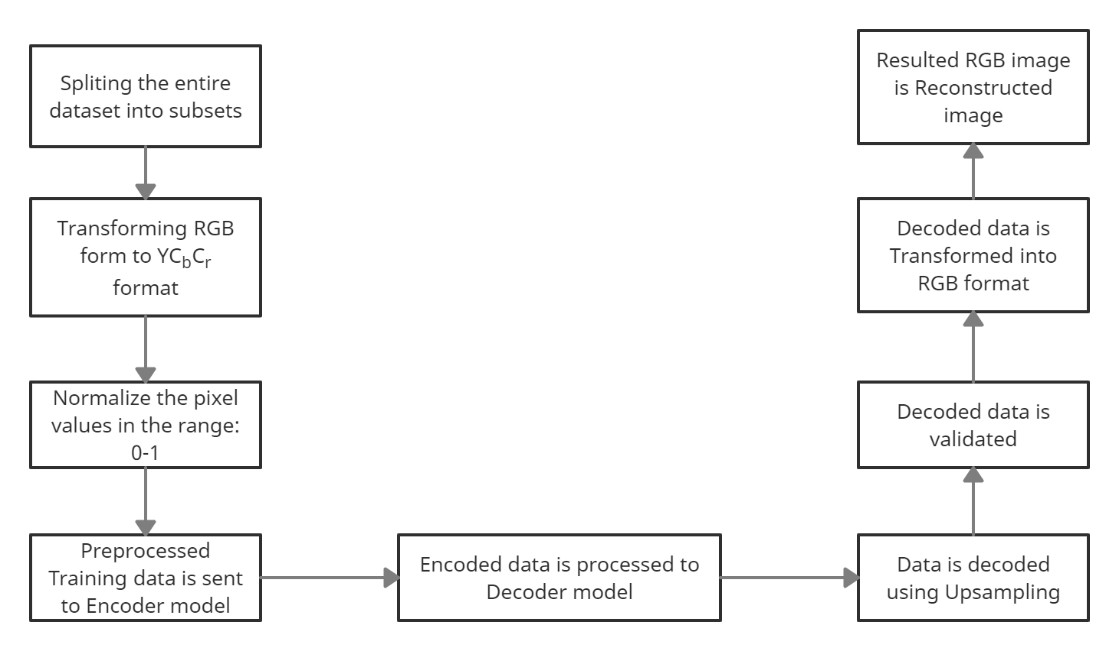 Spliting the entire
dataset into subsets
Transforming RGB
form to YCbCr
format
Normalize the pixel
values in the range:
0-1
Preprocessed
Training data is sent
to Encoder model
Encoded data is processed to
Decoder model
Data is decoded
using Upsampling
Decoded data is
validated
Decoded data is
Transformed into
RGB format
Resulted RGB image
is Reconstructed
image